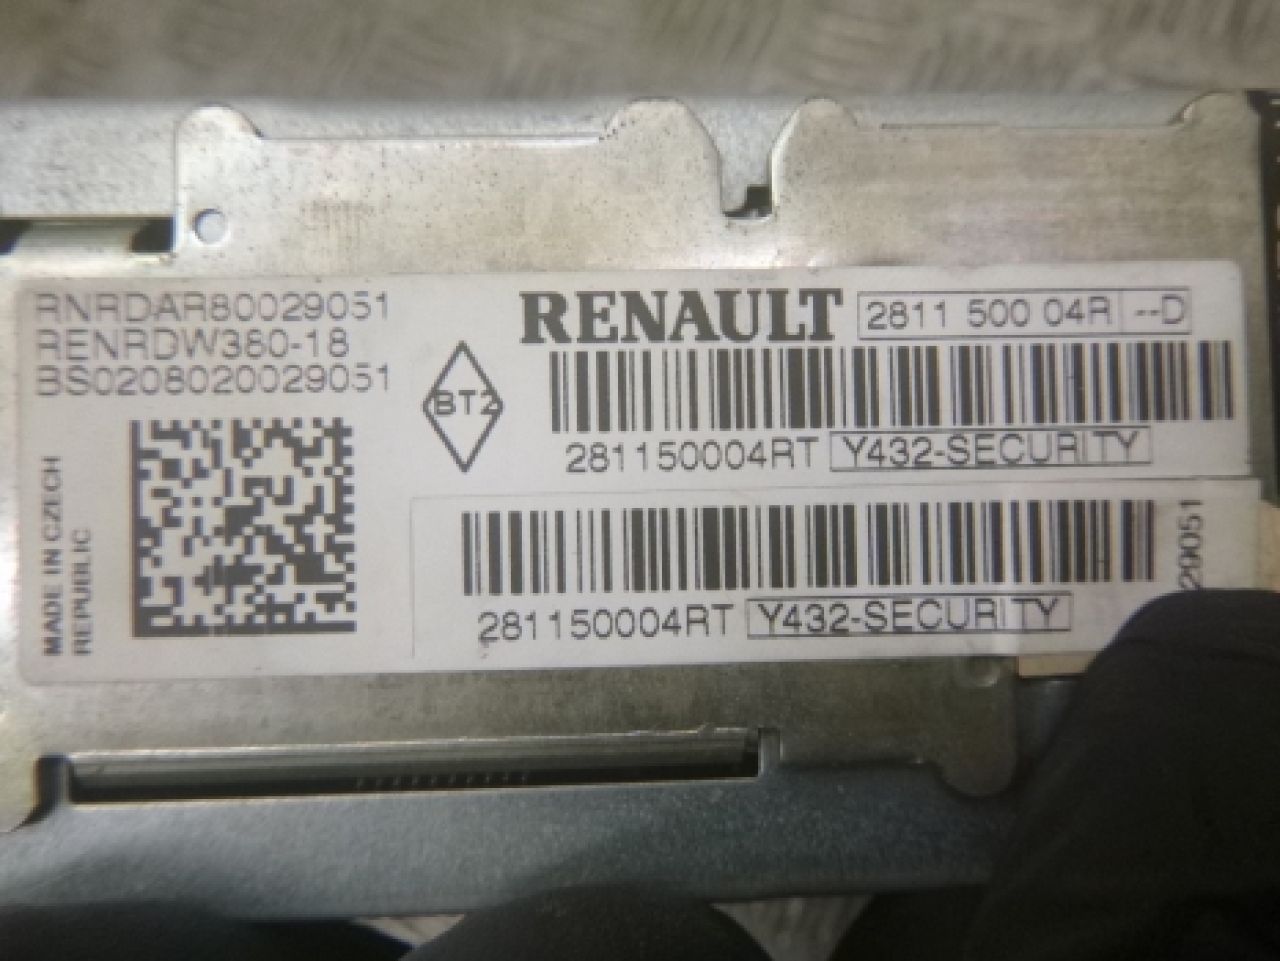 RNRDAR80029051
RENRDW380-18
BS0208020029051
RENAULT 2811 500 04R --D
BT2
281150004RT Y432-SECURITY
MADE IN CZECH
REPUBLIC
281150004RT Y432-SECURITY
29051